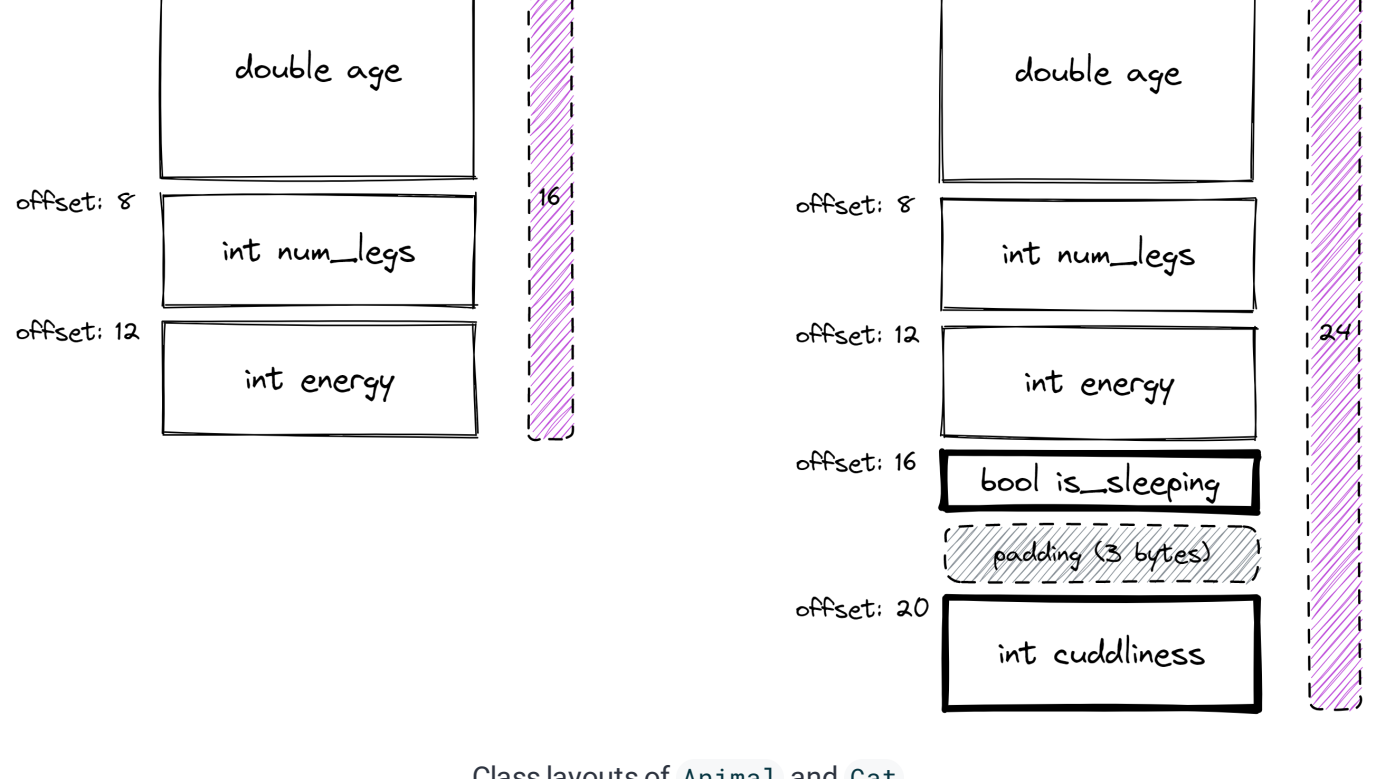 double age
offset: 8
int num_legs
offset: 12
int energy
16
double age
offset: 8
int num_legs
offset: 12
int energy
offset: 16
bool is_sleeping
padding (3 bytes)
offset: 20
int cuddliness
24
Class layouts of Animal and Cat